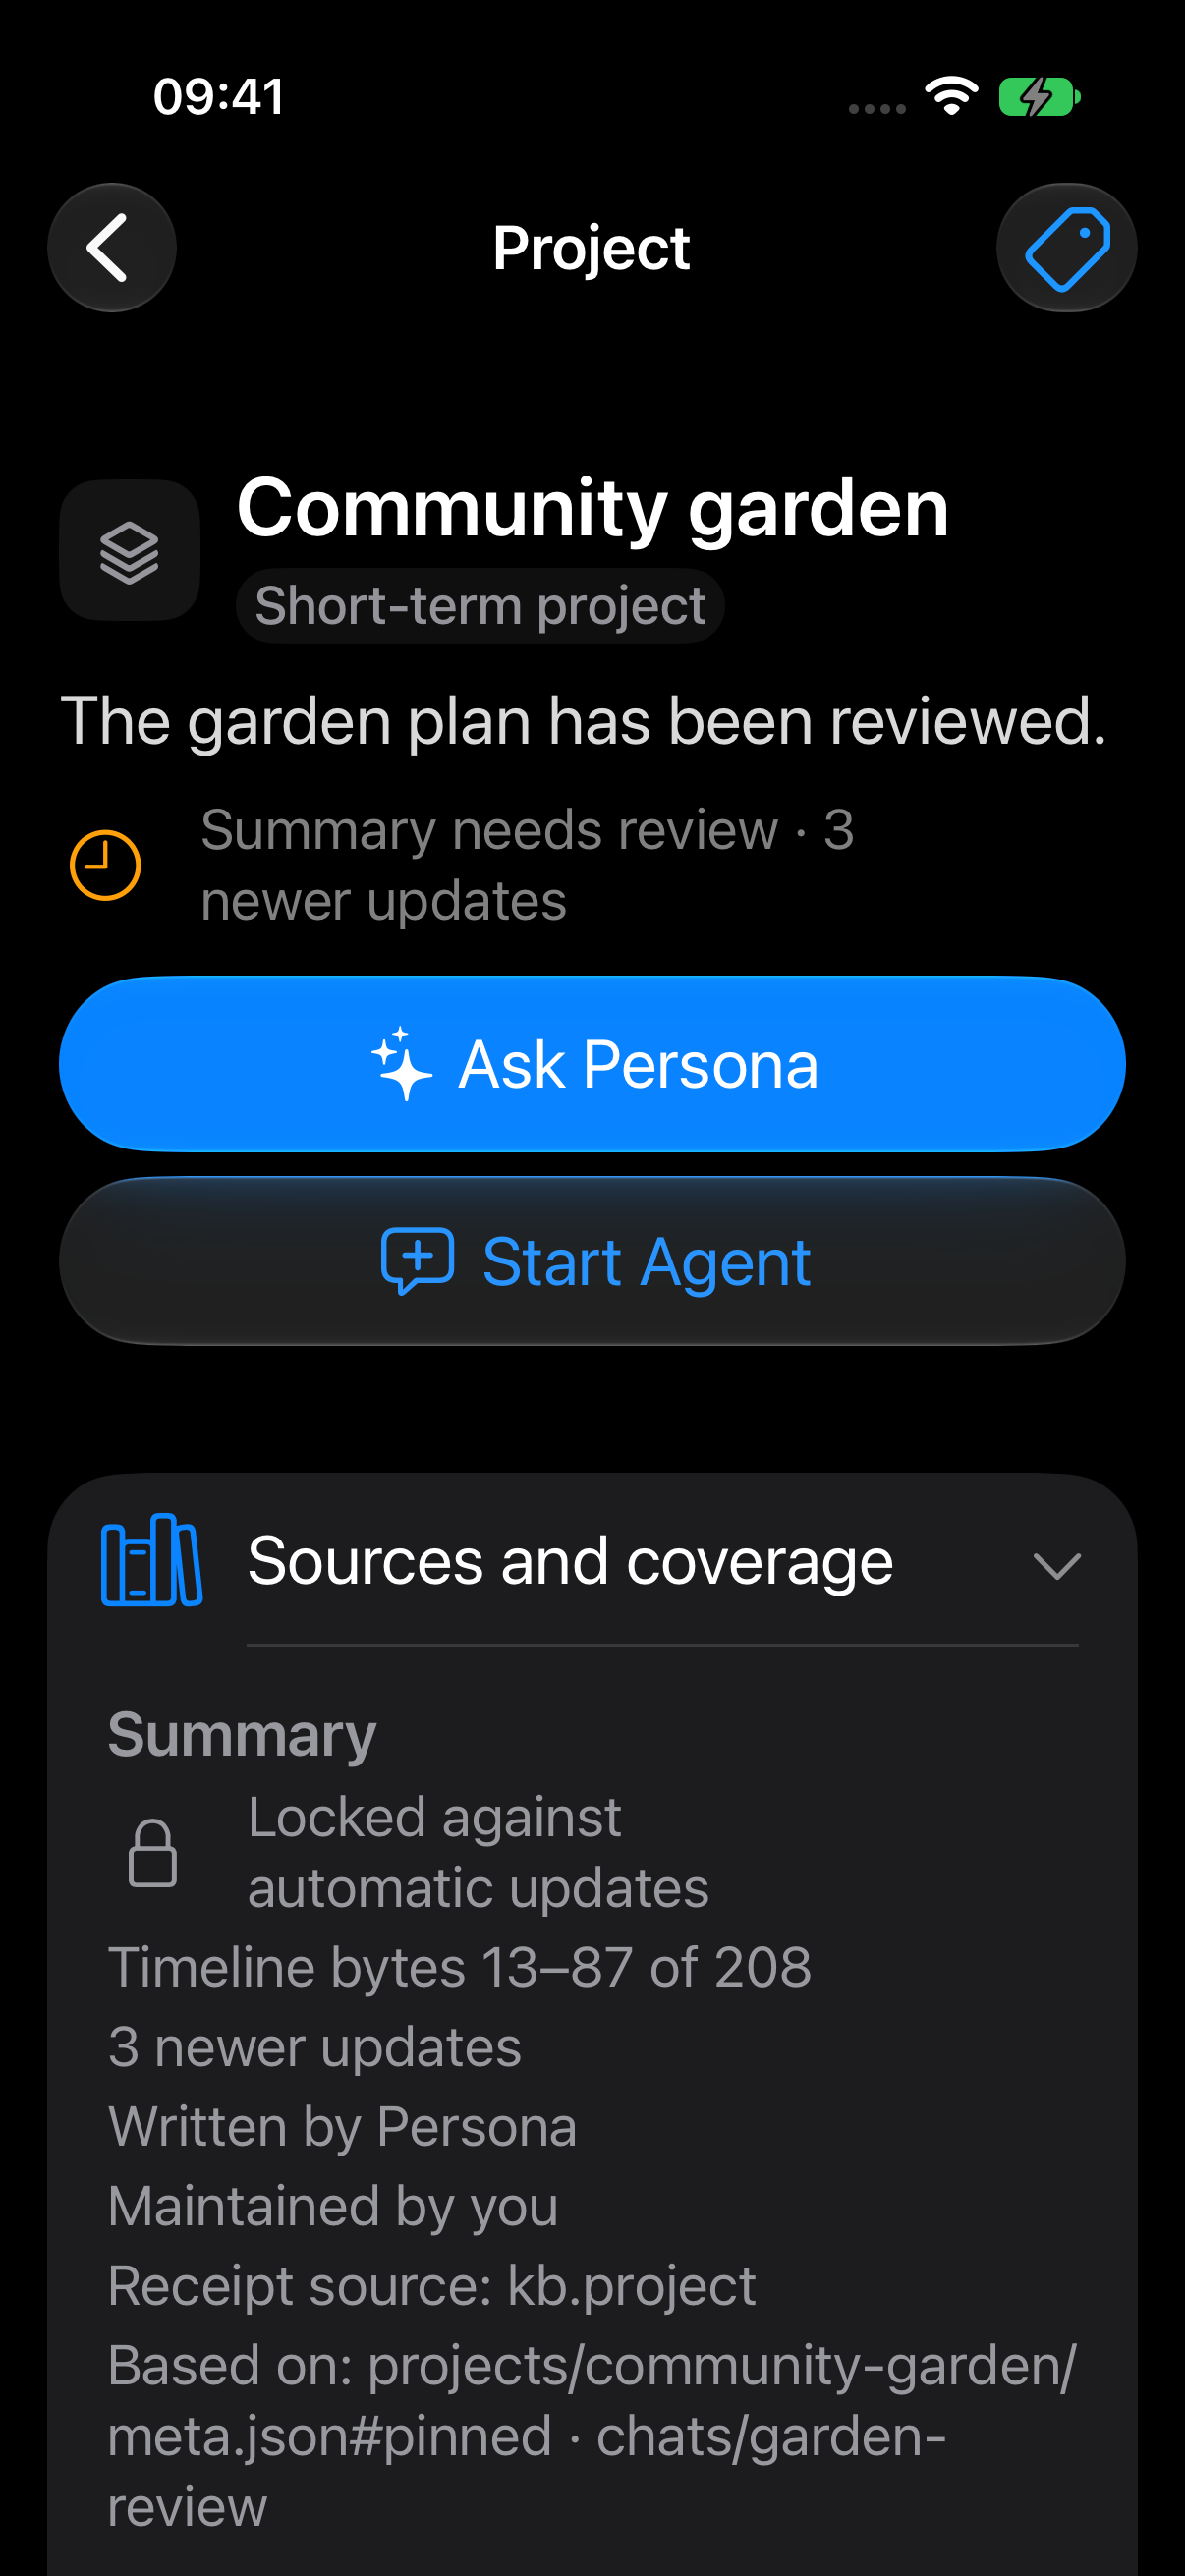 09:41
Project
Community garden
Short-term project
The garden plan has been reviewed.
Summary needs review · 3
newer updates
Ask Persona
Start Agent
Sources and coverage
Summary
Locked against
automatic updates
Timeline bytes 13–87 of 208
3 newer updates
Written by Persona
Maintained by you
Receipt source: kb.project
Based on: projects/community-garden/
meta.json#pinned · chats/garden-
review